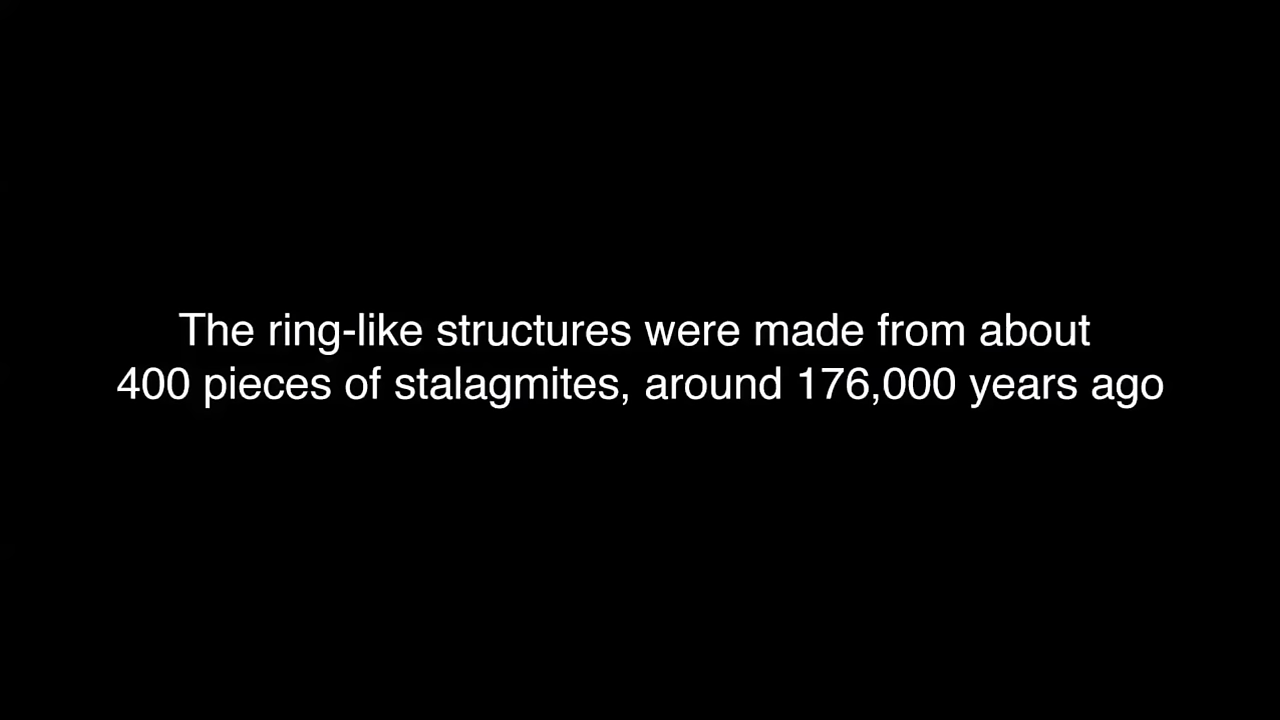 The ring-like structures were made from about
400 pieces of stalagmites, around 176,000 years ago